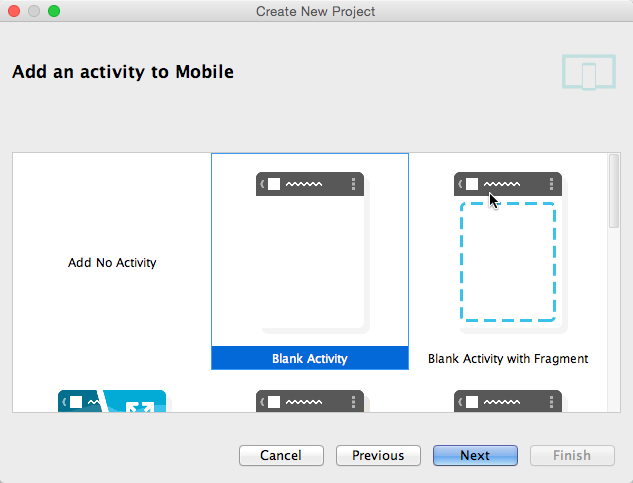 Create New Project
Add an activity to Mobile
Add No Activity
Blank Activity
Blank Activity with Fragment
Cancel
Previous
Next
Finish